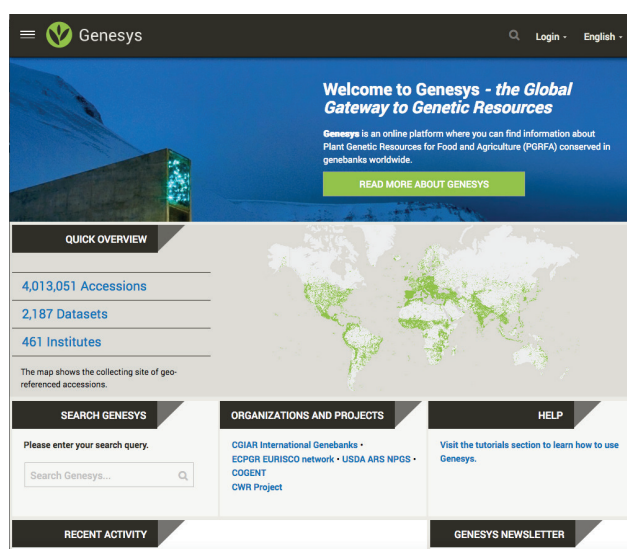 Genesys
Login
English
Welcome to Genesys - the Global
Gateway to Genetic Resources
Genesys is an online platform where you can find information about
Plant Genetic Resources for Food and Agriculture (PGRFA) conserved in
genebanks worldwide.
READ MORE ABOUT GENESYS
QUICK OVERVIEW
4,013,051 Accessions
2,187 Datasets
461 Institutes
The map shows the collecting site of geo-
referenced accessions.
SEARCH GENESYS
Please enter your search query.
Search Genesys...
ORGANIZATIONS AND PROJECTS
CGIAR International Genebanks •
ECPGR EURISCO network • USDA ARS NPGS •
COGENT
CWR Project
HELP
Visit the tutorials section to learn how to use
Genesys.
RECENT ACTIVITY
GENESYS NEWSLETTER